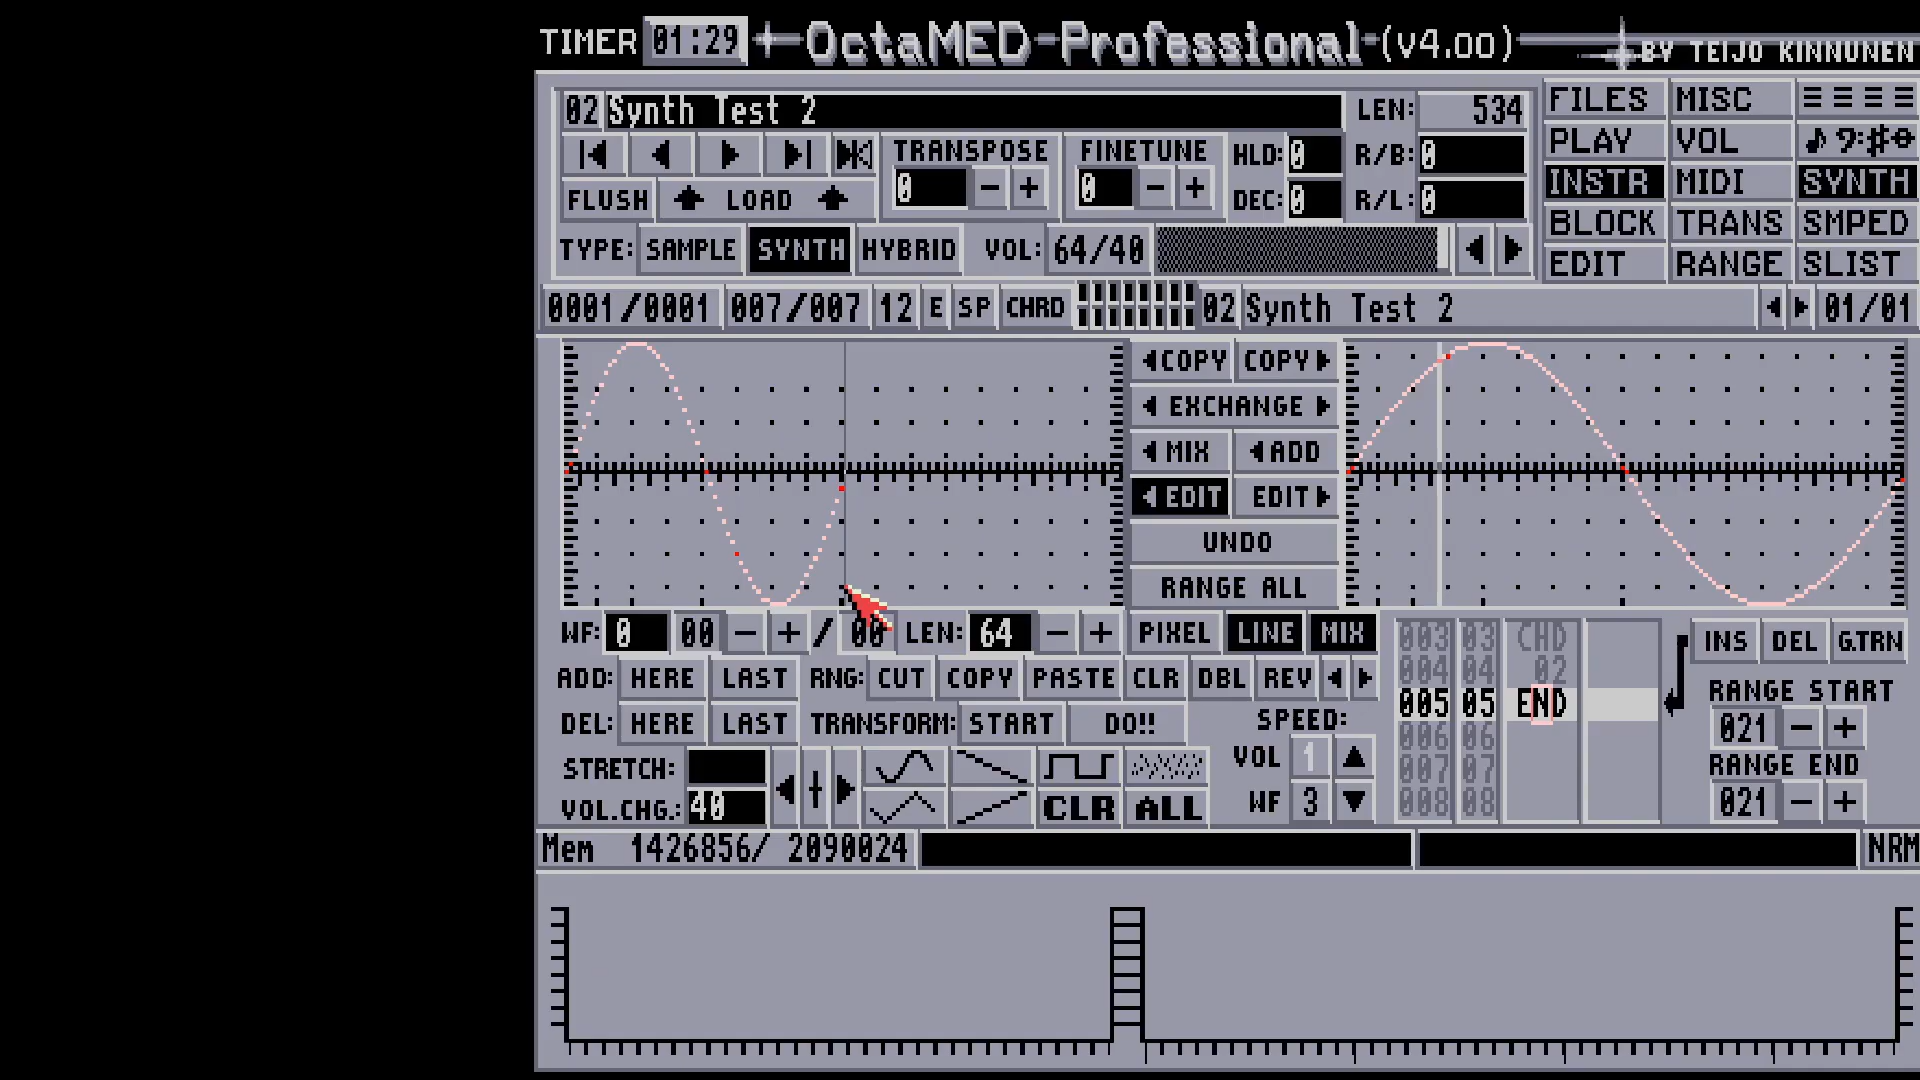 TIMER 01:29 OctaMED-Professional-(V4.00) BY TEIJO KINNUNEN
02 Synth Test 2 LEN: 534 FILES MISC
TRANSPOSE FINETUNE HLD: 0 R/B: 0 PLAY VOL
FLUSH LOAD 0 - + 0 - + DEC: 0 R/L: 0 INSTR MIDI SYNTH
BLOCK TRANS SMPED
TYPE: SAMPLE SYNTH HYBRID VOL: 64/40 EDIT RANGE SLIST
0001/0001 007/007 12 E SP CHRD 02 Synth Test 2 01/01
COPY COPY
EXCHANGE
MIX ADD
EDIT EDIT
UNDO
RANGE ALL
WF: 0 00 - + / 00 LEN: 64 - + PIXEL LINE MIX 003 03 CHD INS DEL G.TRN
ADD: HERE LAST RNG: CUT COPY PASTE CLR DBL REV 004 04 02 RANGE START
005 05 END 021 - +
DEL: HERE LAST TRANSFORM: START DO!! SPEED: 006 06
STRETCH: VOL 1 007 07 RANGE END
VOL.CHG.: 40 CLR ALL WF 3 008 08 021 - +
Mem 1426856/ 2090024 NRM